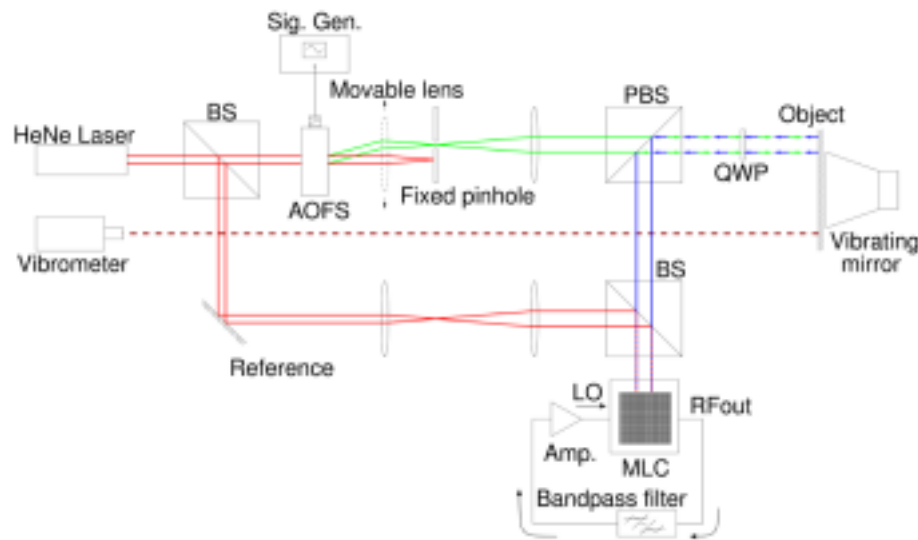 Sig. Gen.
Movable lens
BS
PBS
Object
HeNe Laser
QWP
AOFS
Fixed pinhole
Vibrometer
Vibrating
mirror
BS
Reference
LO
RFout
Amp.
MLC
Bandpass filter